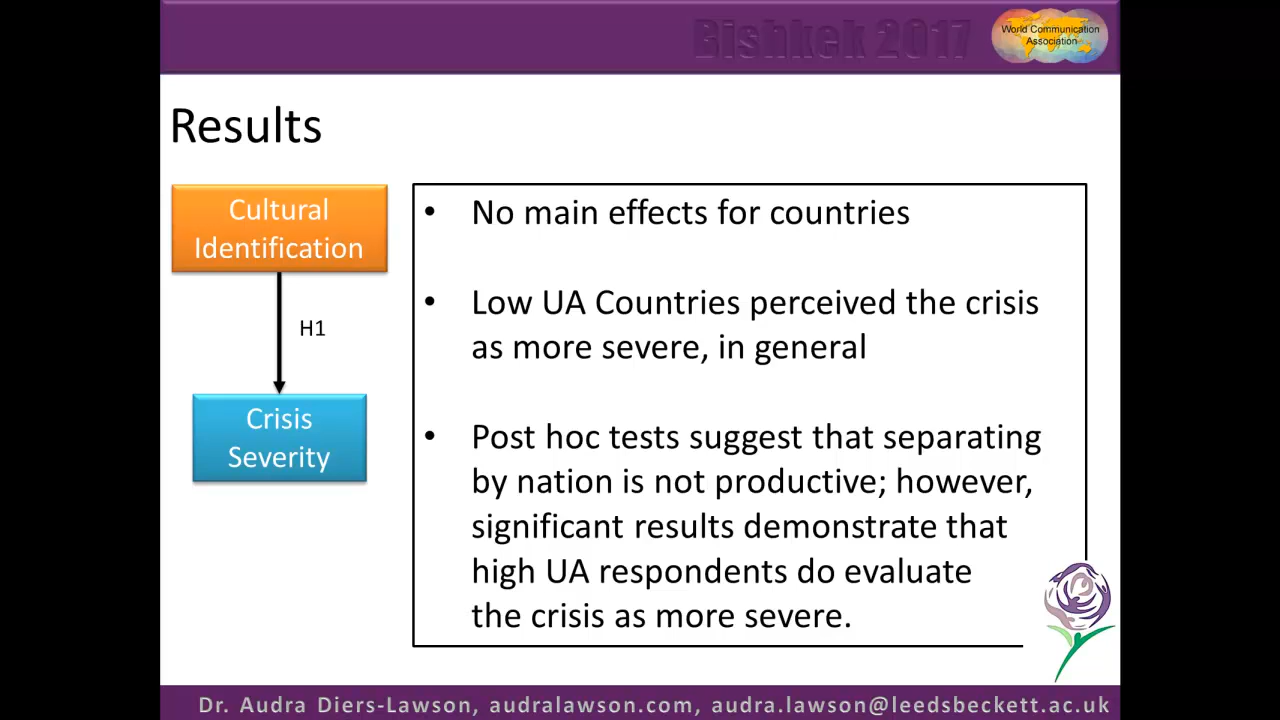 Bishkek 2017
World Communication
Association
Results
Cultural
Identification
H1
Crisis
Severity
• No main effects for countries
• Low UA Countries perceived the crisis
as more severe, in general
• Post hoc tests suggest that separating
by nation is not productive; however,
significant results demonstrate that
high UA respondents do evaluate
the crisis as more severe.
Dr. Audra Diers-Lawson, audralawson.com, audra.lawson@leedsbeckett.ac.uk